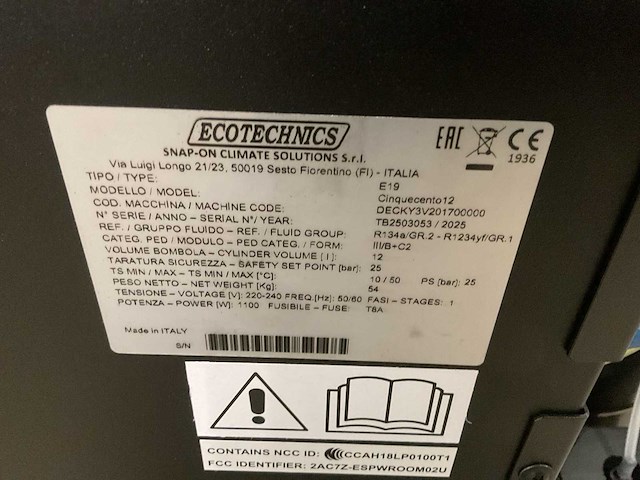 ECOTECHNICS
SNAP-ON CLIMATE SOLUTIONS S.r.l.
Via Luigi Longo 21/23, 50019 Sesto Fiorentino (FI) - ITALIA
EAC CE
1936
TIPO / TYPE: E19
MODELLO / MODEL: Cinquecento12
COD. MACCHINA / MACHINE CODE: DECKY3V201700000
N° SERIE / ANNO - SERIAL N°/ YEAR: TB2503053 / 2025
REF. / GRUPPO FLUIDO - REF. / FLUID GROUP: R134a/GR.2 - R1234yf/GR.1
CATEG. PED / MODULO - PED CATEG. / FORM: III/B+C2
VOLUME BOMBOLA - CYLINDER VOLUME [ l ]: 12
TARATURA SICUREZZA - SAFETY SET POINT [bar]: 25
TS MIN / MAX - TS MIN / MAX [°C]: 10 / 50 PS [bar]: 25
PESO NETTO - NET WEIGHT [Kg]: 54
TENSIONE - VOLTAGE [V]: 220-240 FREQ.[Hz]: 50/60 FASI - STAGES: 1
POTENZA - POWER [W]: 1100 FUSIBILE - FUSE: T8A
Made in ITALY
S/N
CONTAINS NCC ID: CCAH18LP0100T1
FCC IDENTIFIER: 2AC7Z-ESPWROOM02U